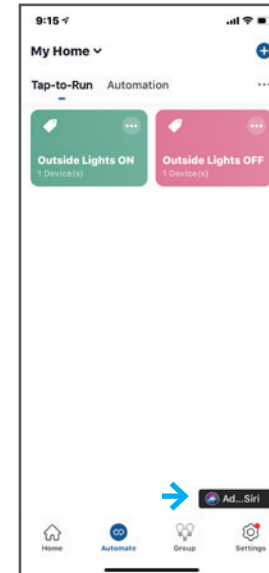 9:15
My Home
Tap-to-Run Automation
Outside Lights ON
1 Device(s)
Outside Lights OFF
1 Device(s)
Ad...Siri
Home
Automate
Group
Settings